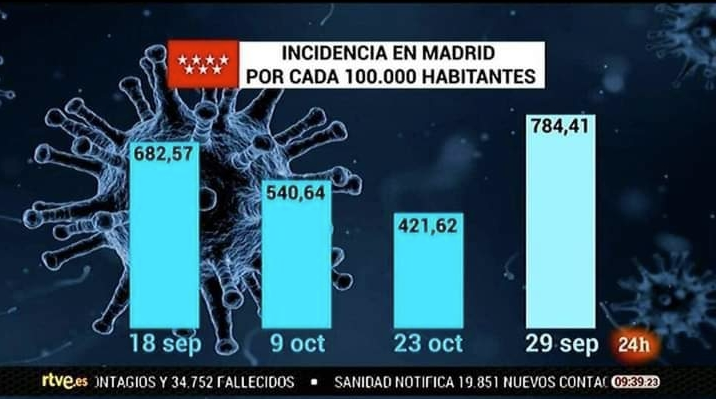 INCIDENCIA EN MADRID
POR CADA 100.000 HABITANTES
682,57
540,64
421,62
784,41
18 sep
9 oct
23 oct
29 sep
24h
rtve.es ONTAGIOS Y 34.752 FALLECIDOS ▪ SANIDAD NOTIFICA 19.851 NUEVOS CONTAC 09:39:23